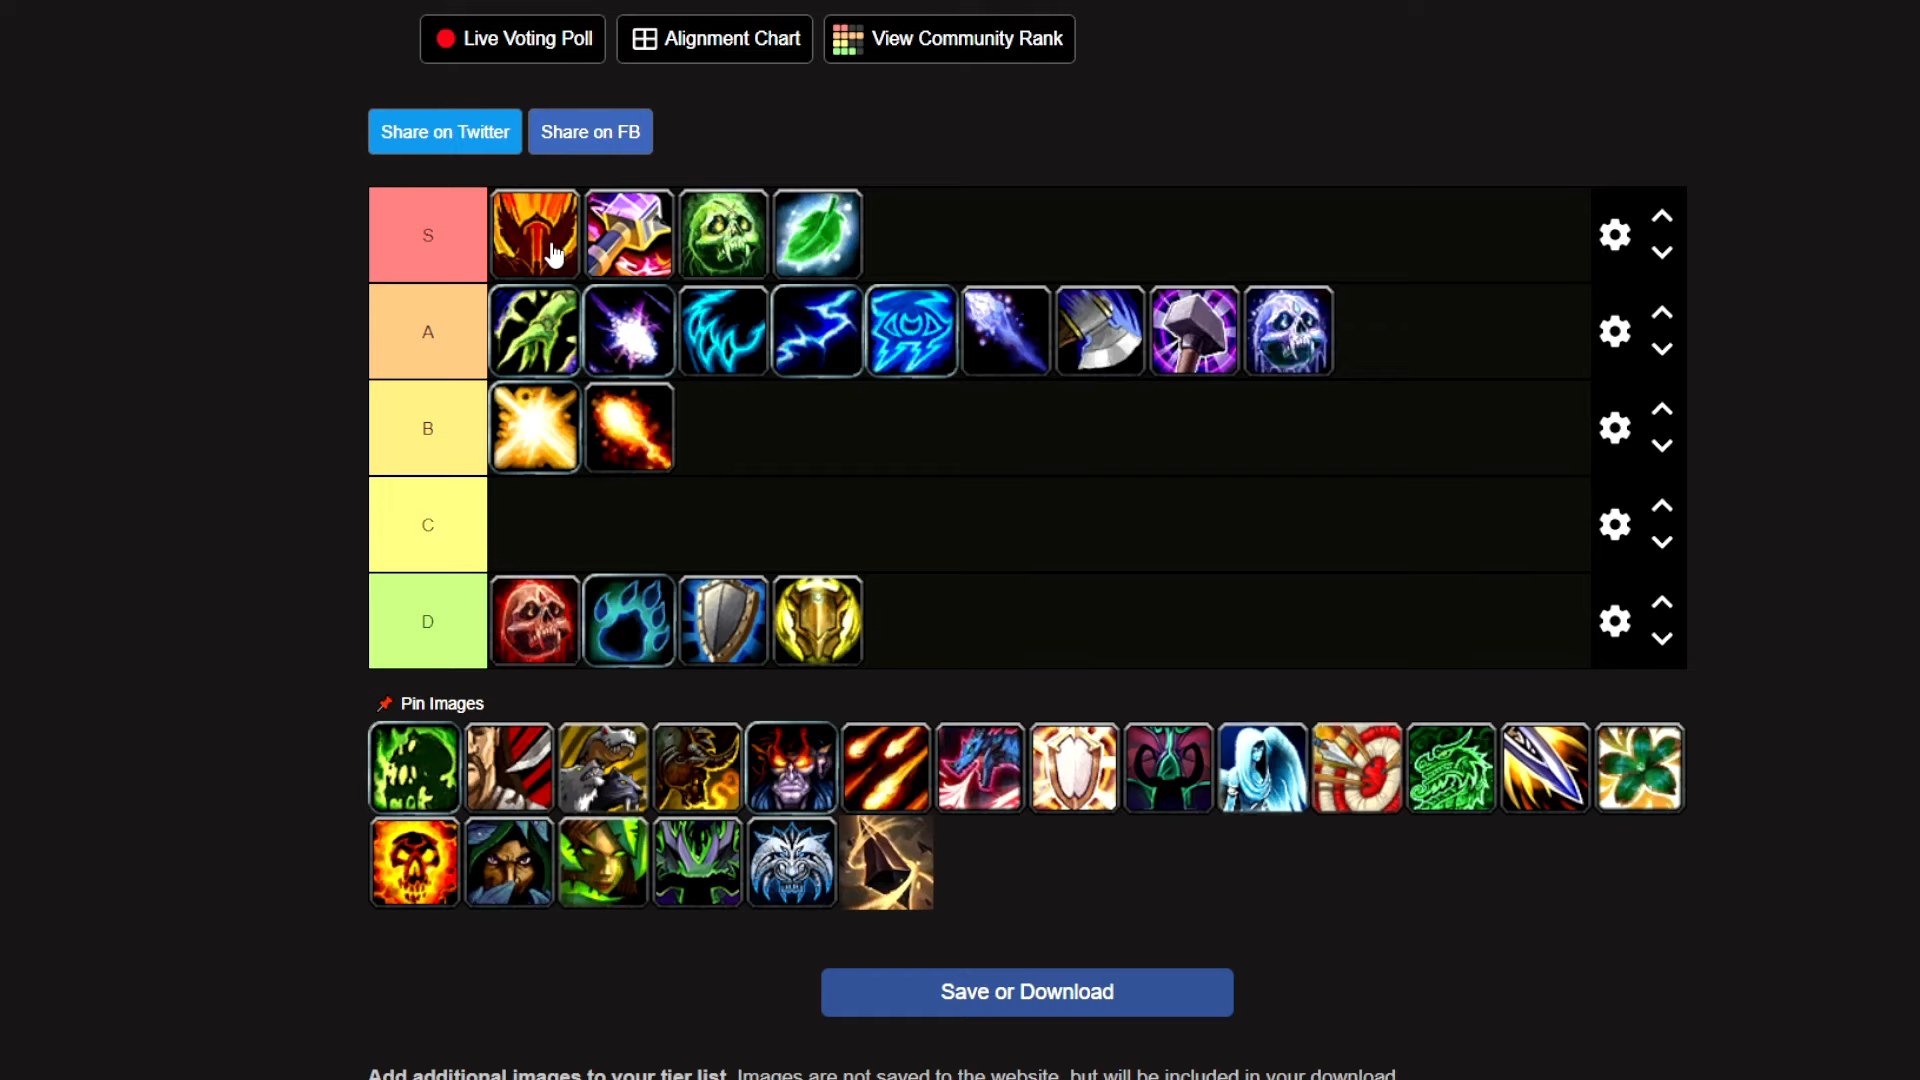 Live Voting Poll
Alignment Chart
View Community Rank
Share on Twitter
Share on FB
S
A
B
C
D
Pin Images
Save or Download
Add additional images to your tier list. Images are not saved to the website, but will be included in your download.